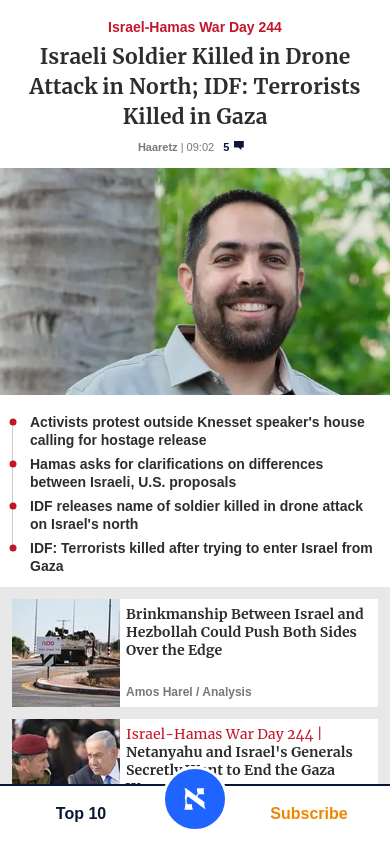 Israel-Hamas War Day 244
Israeli Soldier Killed in Drone
Attack in North; IDF: Terrorists
Killed in Gaza
Haaretz | 09:02 5
Activists protest outside Knesset speaker's house
calling for hostage release
Hamas asks for clarifications on differences
between Israeli, U.S. proposals
IDF releases name of soldier killed in drone attack
on Israel's north
IDF: Terrorists killed after trying to enter Israel from
Gaza
Brinkmanship Between Israel and
Hezbollah Could Push Both Sides
Over the Edge
Amos Harel / Analysis
Israel-Hamas War Day 244 |
Netanyahu and Israel's Generals
Secretly Want to End the Gaza
Top 10
Subscribe